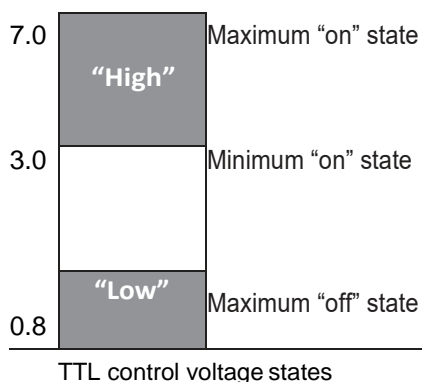 7.0 Maximum “on” state
“High”
3.0 Minimum “on” state
“Low”
Maximum “off” state
0.8
TTL control voltage states